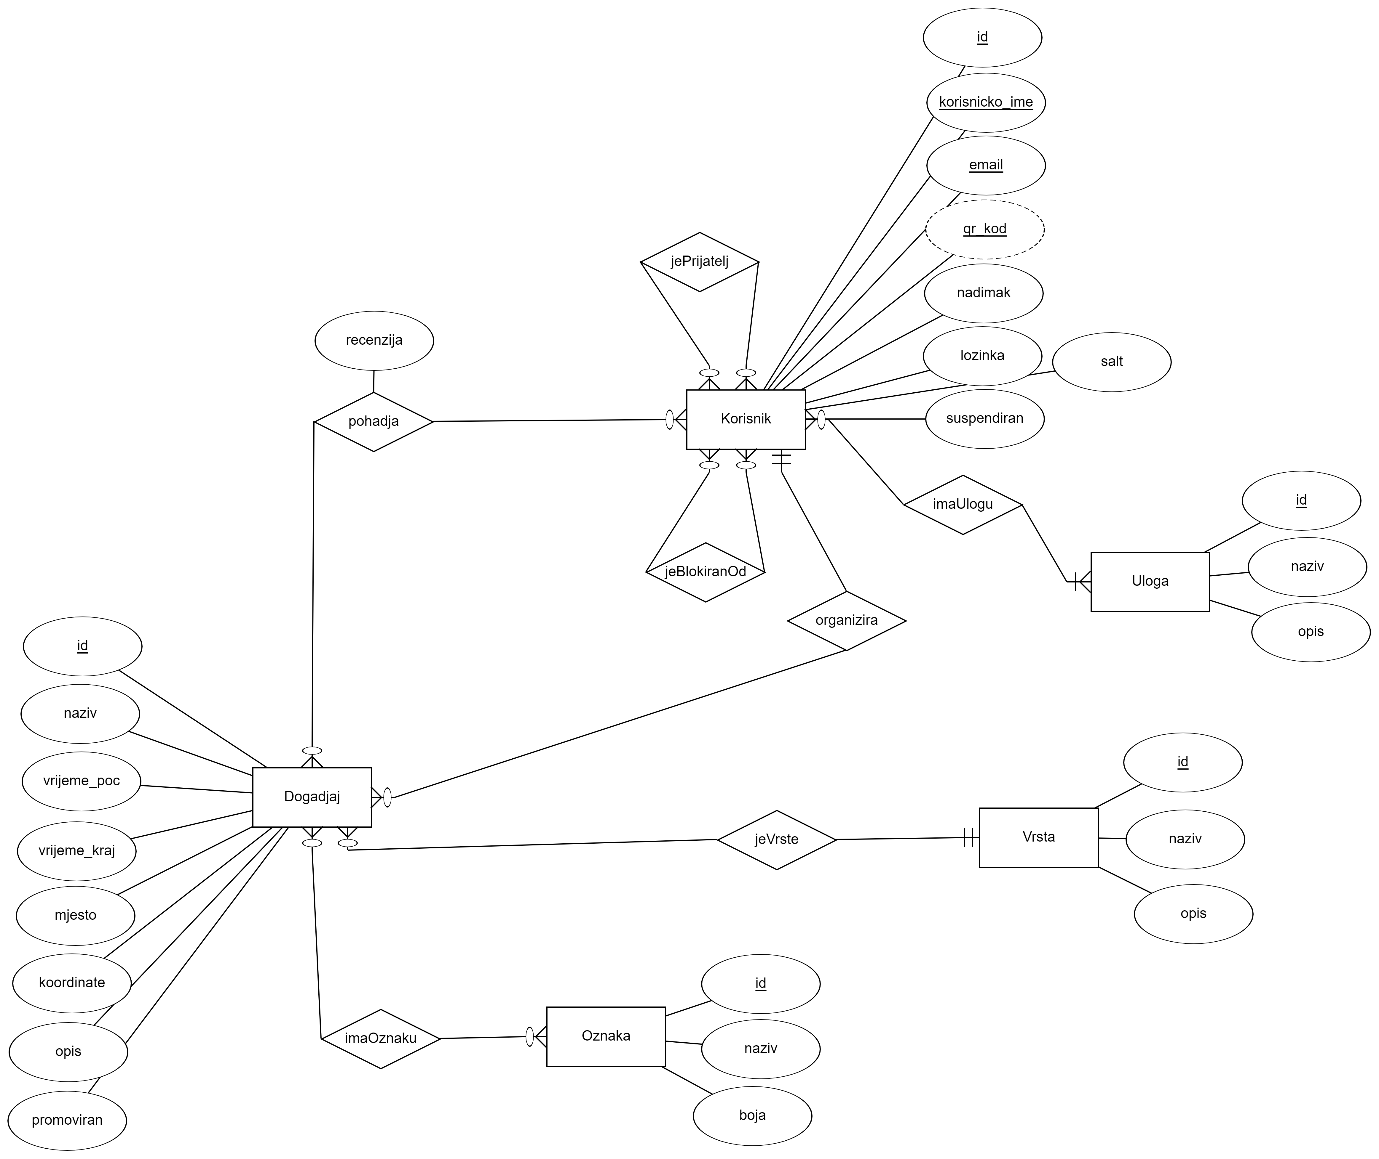 id
korisnicko_ime
email
qr_kod
jePrijatelj
nadimak
recenzija
lozinka
salt
pohadja
Korisnik
suspendiran
imaUlogu
id
jeBlokiranOd
naziv
Uloga
organizira
opis
id
naziv
vrijeme_poc
Dogadjaj
id
vrijeme_kraj
jeVrste
Vrsta
naziv
mjesto
opis
koordinate
id
imaOznaku
Oznaka
naziv
opis
boja
promoviran